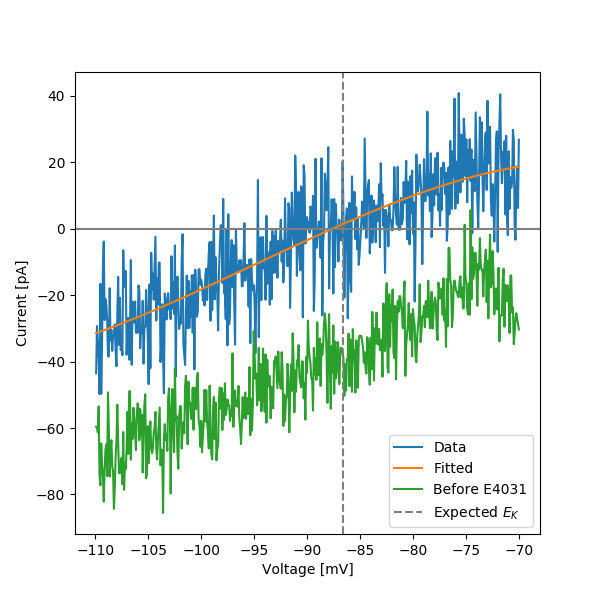 40
20
0
−20
−40
−60
−80
Current [pA]
−110
−105
−100
−95
−90
−85
−80
−75
−70
Voltage [mV]
Data
Fitted
Before E4031
Expected E_K